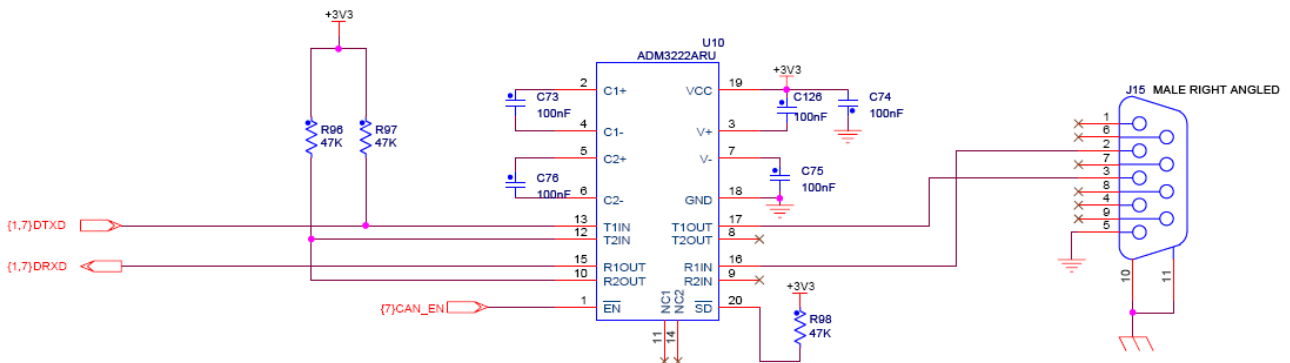 +3V3
U10
ADM3222ARU
R96
47K
R97
47K
C73
100nF
C76
100nF
2 C1+
4 C1-
5 C2+
6 C2-
13 T1IN
12 T2IN
15 R1OUT
10 R2OUT
1 EN
VCC 19
V+ 3
V- 7
GND 18
T1OUT 17
T2OUT 8
R1IN 16
R2IN 9
SD 20
NC1 11
NC2 14
+3V3
C126
100nF
C74
100nF
C75
100nF
+3V3
R98
47K
{1,7}DTXD
{1,7}DRXD
{7}CAN_EN
J15 MALE RIGHT ANGLED
1
6
2
7
3
8
4
9
5
10
11